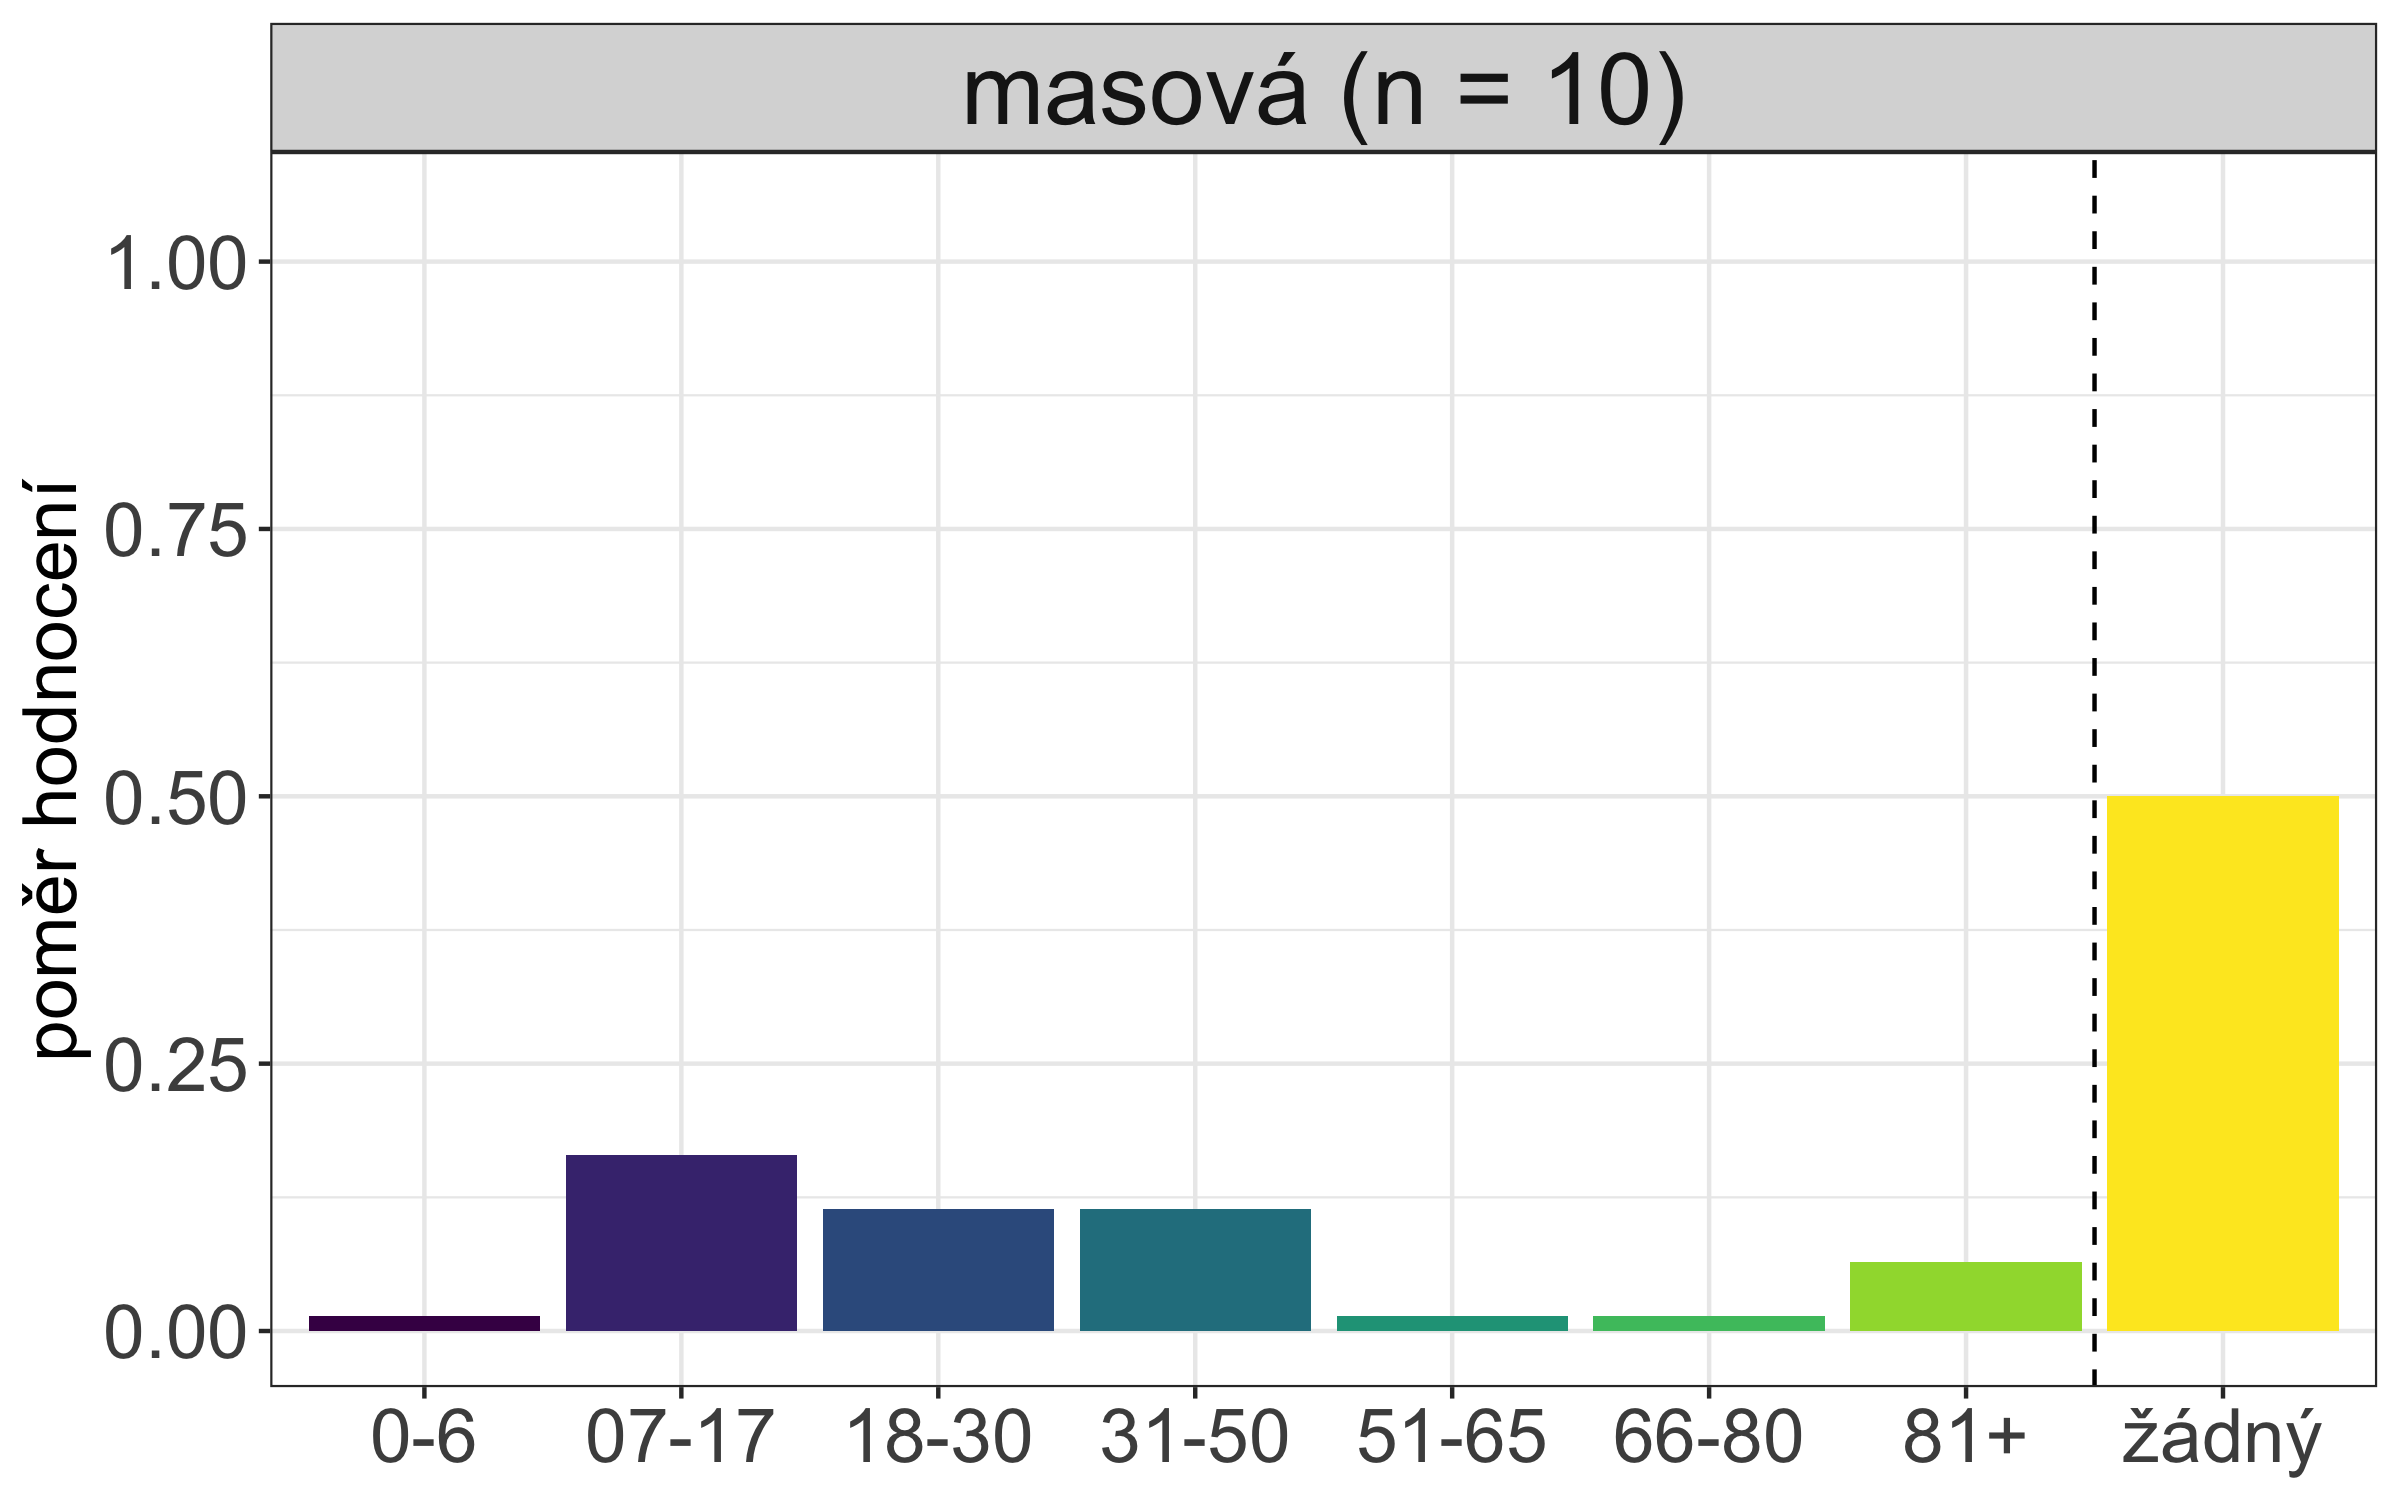 masová (n = 10)
poměr hodnocení
1.00
0.75
0.50
0.25
0.00
0-6 07-17 18-30 31-50 51-65 66-80 81+ žádný